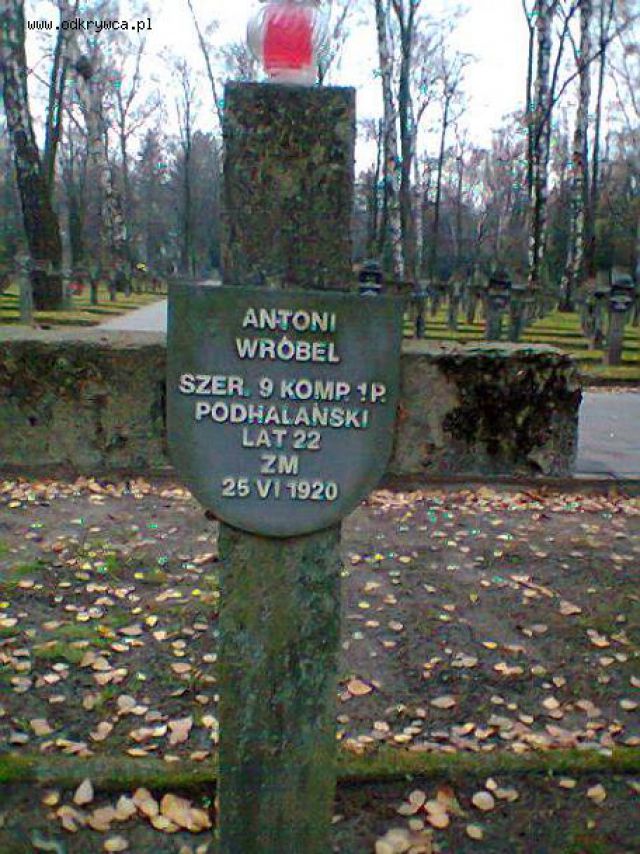 www.odkrywca.pl
ANTONI
WRÓBEL
SZER. 9 KOMP. 1P.
PODHALAŃSKI
LAT 22
ZM
25 VI 1920